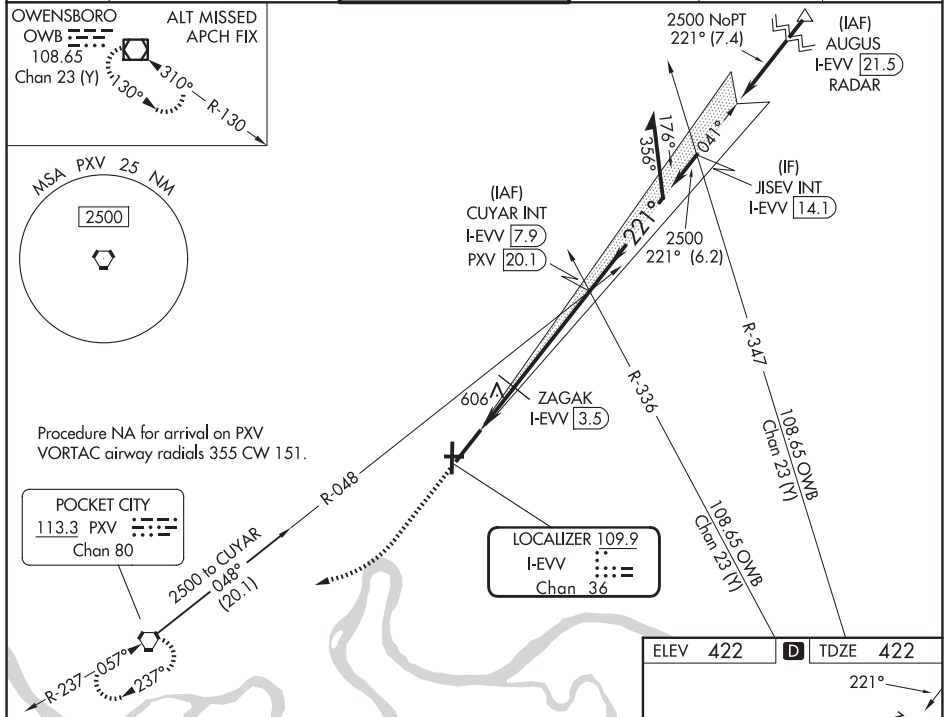 OWENSBORO
OWB
108.65
Chan 23 (Y)
ALT MISSED
APCH FIX
310°
130°
R-130
MSA PXV 25 NM
2500
2500 NoPT
221° (7.4)
(IAF)
AUGUS
I-EVV 21.5
RADAR
176°
356°
041°
(IF)
JISEV INT
I-EVV 14.1
(IAF)
CUYAR INT
I-EVV 7.9
PXV 20.1
221°
2500
221° (6.2)
R-347
R-336
606
ZAGAK
I-EVV 3.5
108.65 OWB
Chan 23 (Y)
108.65 OWB
Chan 23 (Y)
Procedure NA for arrival on PXV
VORTAC airway radials 355 CW 151.
R-048
POCKET CITY
113.3 PXV
Chan 80
LOCALIZER 109.9
I-EVV
Chan 36
2500 to CUYAR
048°
(20.1)
R-237
057°
237°
ELEV 422
D
TDZE 422
221°